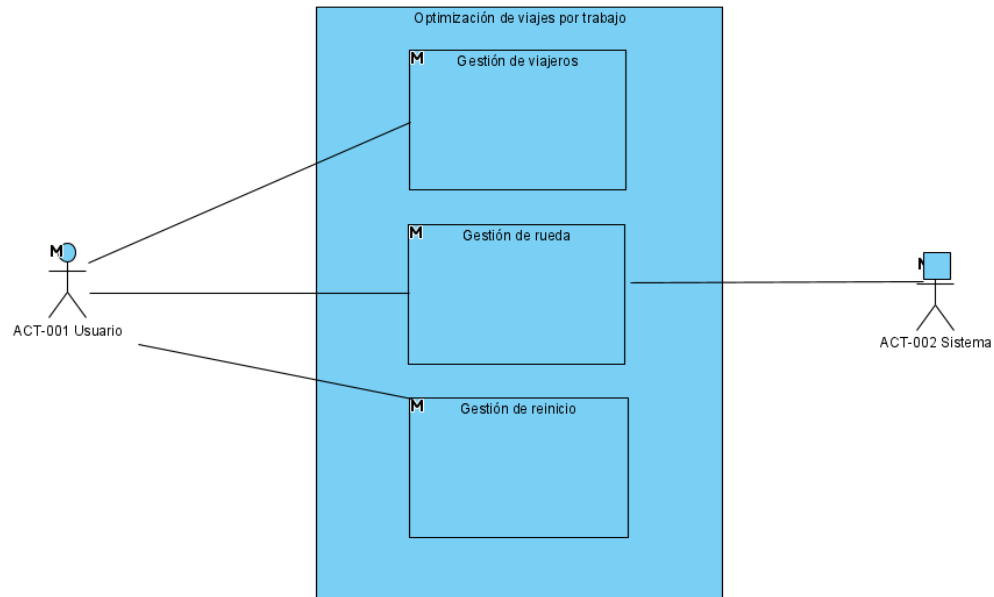 Optimización de viajes por trabajo
M
Gestión de viajeros
M
Gestión de rueda
M
ACT-001 Usuario
M
ACT-002 Sistema
M
Gestión de reinicio